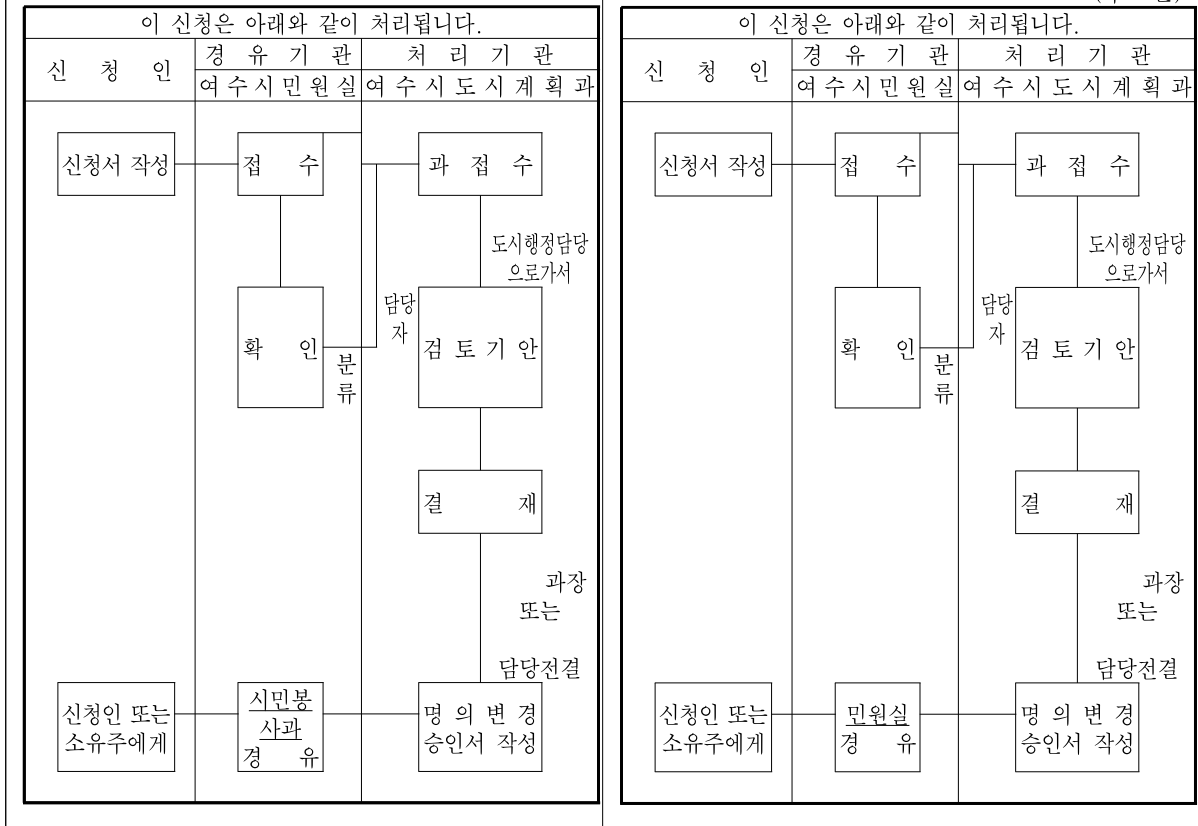 이 신청은 아래와 같이 처리됩니다.
신 청 인
경 유 기 관
처 리 기 관
여수시민원실
여수시도시계획과
신청서 작성
접 수
과 접 수
도시행정담당
으로가서
담당
자
확 인
분
류
검토기안
결 재
과장
또는
담당전결
신청인 또는
소유주에게
시민봉
사과
경 유
명 의 변 경
승인서 작성
이 신청은 아래와 같이 처리됩니다.
신 청 인
경 유 기 관
처 리 기 관
여수시민원실
여수시도시계획과
신청서 작성
접 수
과 접 수
도시행정담당
으로가서
담당
자
확 인
분
류
검토기안
결 재
과장
또는
담당전결
신청인 또는
소유주에게
민원실
경 유
명 의 변 경
승인서 작성